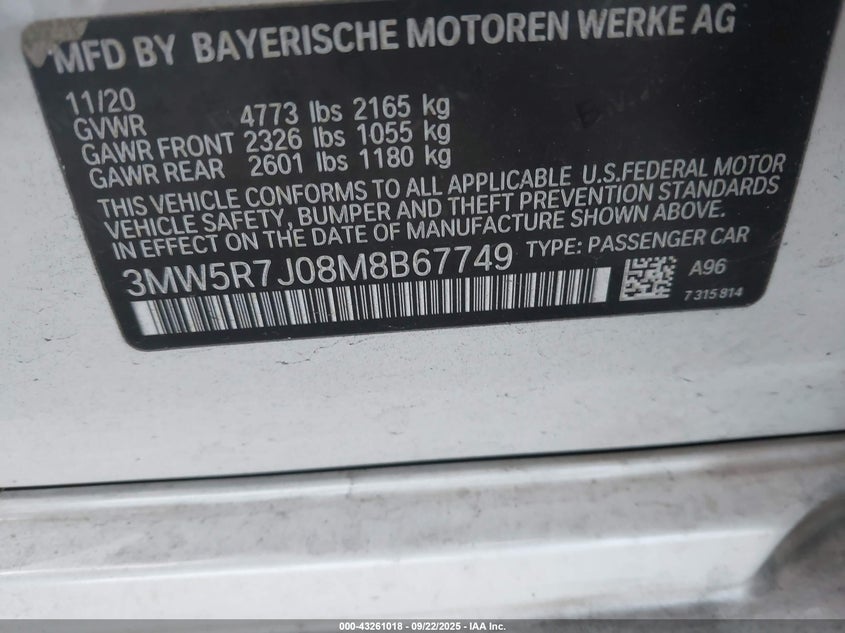 MFD BY BAYERISCHE MOTOREN WERKE AG
11/20
GVWR 4773 lbs 2165 kg
GAWR FRONT 2326 lbs 1055 kg
GAWR REAR 2601 lbs 1180 kg
THIS VEHICLE CONFORMS TO ALL APPLICABLE U.S.FEDERAL MOTOR
VEHICLE SAFETY, BUMPER AND THEFT PREVENTION STANDARDS
IN EFFECT ON THE DATE OF MANUFACTURE SHOWN ABOVE.
3MW5R7J08M8B67749 TYPE: PASSENGER CAR
A96
7 315 814
000-43261018 - 09/22/2025 - IAA Inc.